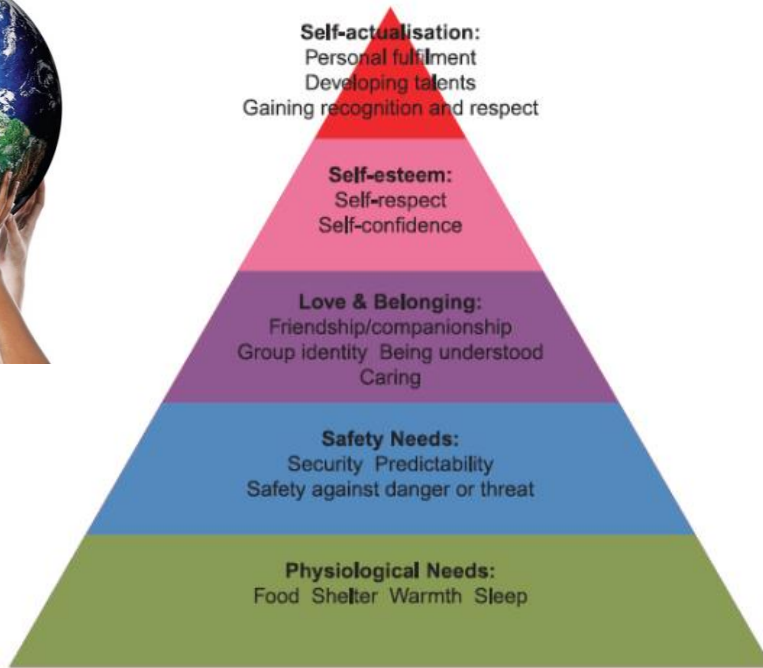 Self-actualisation:
Personal fulfilment
Developing talents
Gaining recognition and respect
Self-esteem:
Self-respect
Self-confidence
Love & Belonging:
Friendship/companionship
Group identity Being understood
Caring
Safety Needs:
Security Predictability
Safety against danger or threat
Physiological Needs:
Food Shelter Warmth Sleep